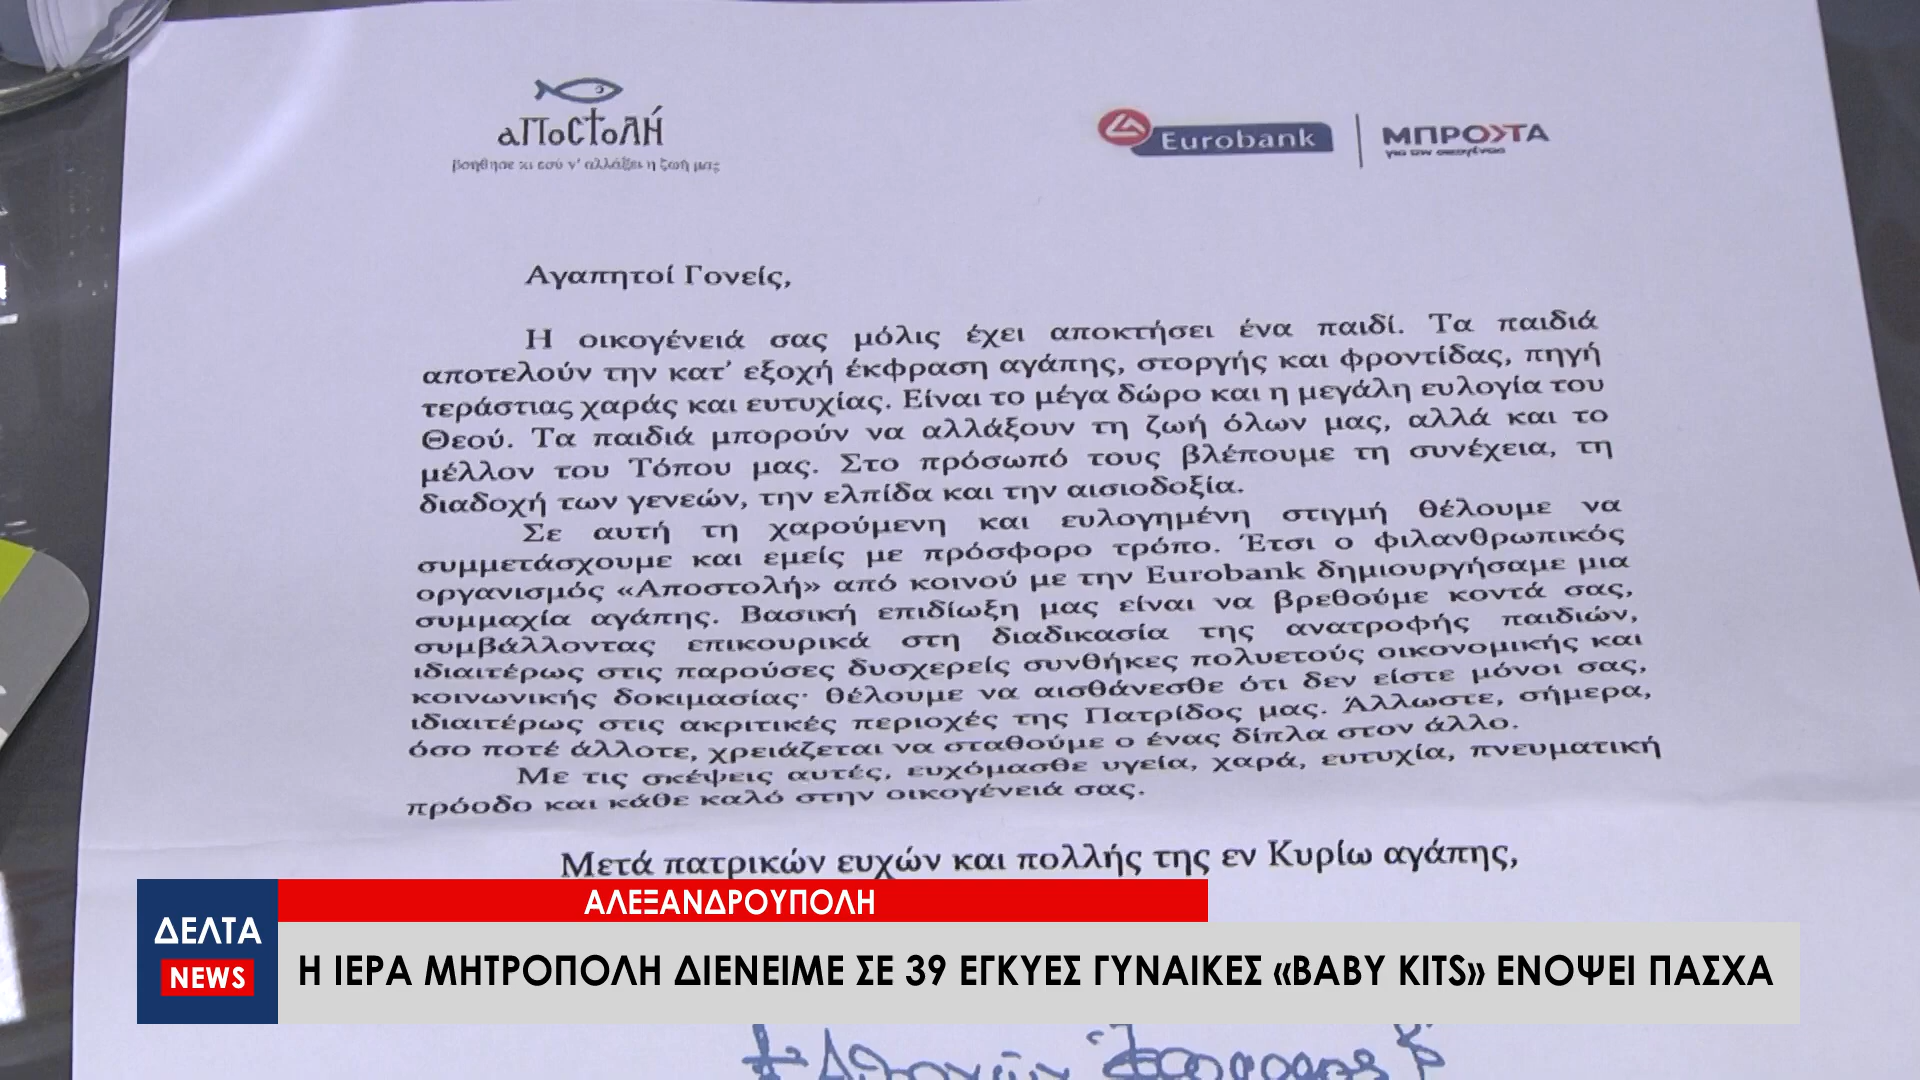 αποστολή
βοήθησε κι εσύ ν' αλλάξει η ζωή μας
Eurobank
ΜΠΡΟΣΤΑ
για την οικογένεια
Αγαπητοί Γονείς,
Η οικογένειά σας μόλις έχει αποκτήσει ένα παιδί. Τα παιδιά
αποτελούν την κατ' εξοχή έκφραση αγάπης, στοργής και φροντίδας, πηγή
τεράστιας χαράς και ευτυχίας. Είναι το μέγα δώρο και η μεγάλη ευλογία του
Θεού. Τα παιδιά μπορούν να αλλάξουν τη ζωή όλων μας, αλλά και το
μέλλον του Τόπου μας. Στο πρόσωπό τους βλέπουμε τη συνέχεια, τη
διαδοχή των γενεών, την ελπίδα και την αισιοδοξία.
Σε αυτή τη χαρούμενη και ευλογημένη στιγμή θέλουμε να
συμμετάσχουμε και εμείς με πρόσφορο τρόπο. Έτσι ο φιλανθρωπικός
οργανισμός «Αποστολή» από κοινού με την Eurobank δημιουργήσαμε μια
συμμαχία αγάπης. Βασική επιδίωξη μας είναι να βρεθούμε κοντά σας,
συμβάλλοντας επικουρικά στη διαδικασία της ανατροφής παιδιών,
ιδιαιτέρως στις παρούσες δυσχερείς συνθήκες πολυετούς οικονομικής και
κοινωνικής δοκιμασίας· θέλουμε να αισθάνεσθε ότι δεν είστε μόνοι σας,
ιδιαιτέρως στις ακριτικές περιοχές της Πατρίδος μας. Άλλωστε, σήμερα,
όσο ποτέ άλλοτε, χρειάζεται να σταθούμε ο ένας δίπλα στον άλλο.
Με τις σκέψεις αυτές, ευχόμασθε υγεία, χαρά, ευτυχία, πνευματική
πρόοδο και κάθε καλό στην οικογένειά σας.
Μετά πατρικών ευχών και πολλής της εν Κυρίω αγάπης,
ΑΛΕΞΑΝΔΡΟΥΠΟΛΗ
ΔΕΛΤΑ
NEWS
Η ΙΕΡΑ ΜΗΤΡΟΠΟΛΗ ΔΙΕΝΕΙΜΕ ΣΕ 39 ΕΓΚΥΕΣ ΓΥΝΑΙΚΕΣ «BABY KITS» ΕΝΟΨΕΙ ΠΑΣΧΑ